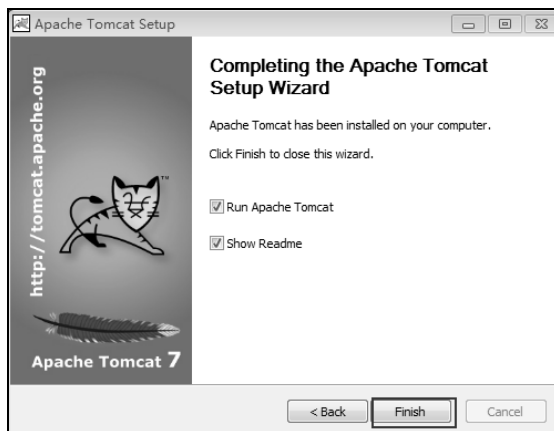 Apache Tomcat Setup
http://tomcat.apache.org
Apache Tomcat 7
Completing the Apache Tomcat
Setup Wizard
Apache Tomcat has been installed on your computer.
Click Finish to close this wizard.
Run Apache Tomcat
Show Readme
< Back
Finish
Cancel